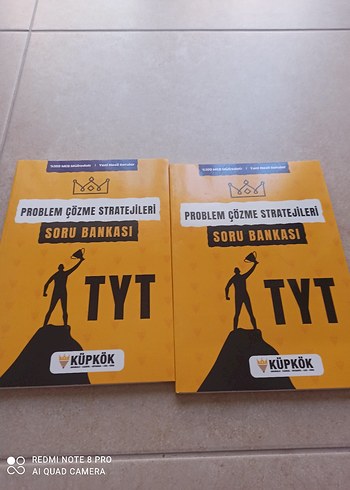 PROBLEM ÇÖZME STRATEJİLERİ
SORU BANKASI
TYT
KÜPKÖK
PROBLEM ÇÖZME STRATEJİLERİ
SORU BANKASI
TYT
KÜPKÖK
REDMI NOTE 8 PRO
AI QUAD CAMERA